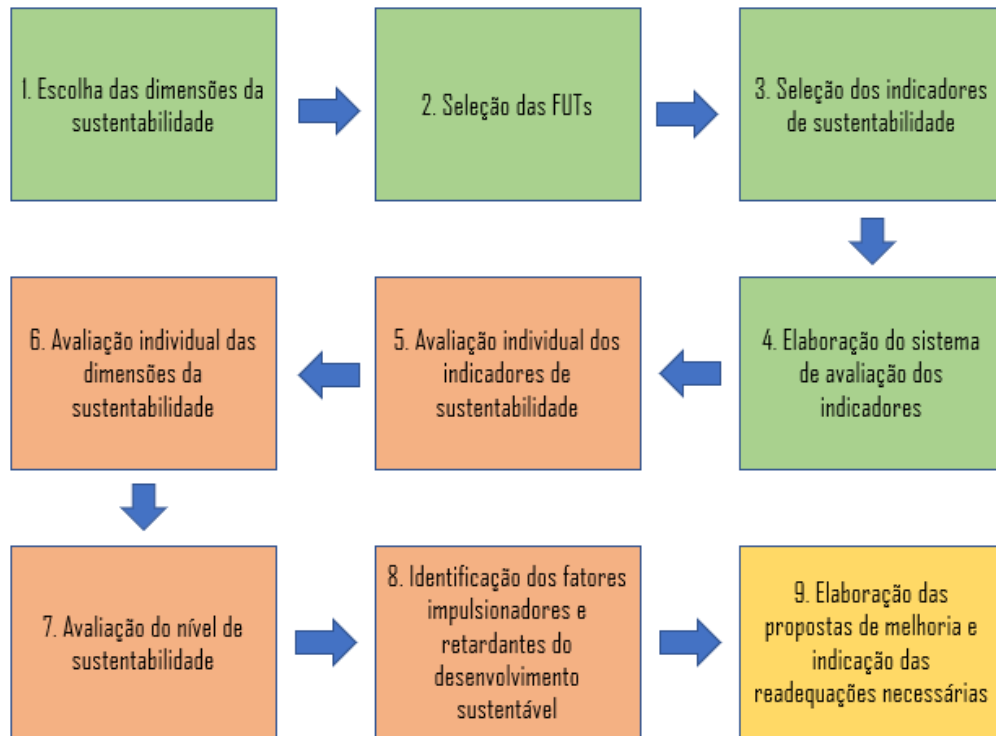 1. Escolha das dimensões da
sustentabilidade
2. Seleção das FUTs
3. Seleção dos indicadores
de sustentabilidade
4. Elaboração do sistema
de avaliação dos
indicadores
5. Avaliação individual dos
indicadores de
sustentabilidade
6. Avaliação individual das
dimensões da
sustentabilidade
7. Avaliação do nível de
sustentabilidade
8. Identificação dos fatores
impulsionadores e
retardantes do
desenvolvimento
sustentável
9. Elaboração das
propostas de melhoria e
indicação das
readequações necessárias